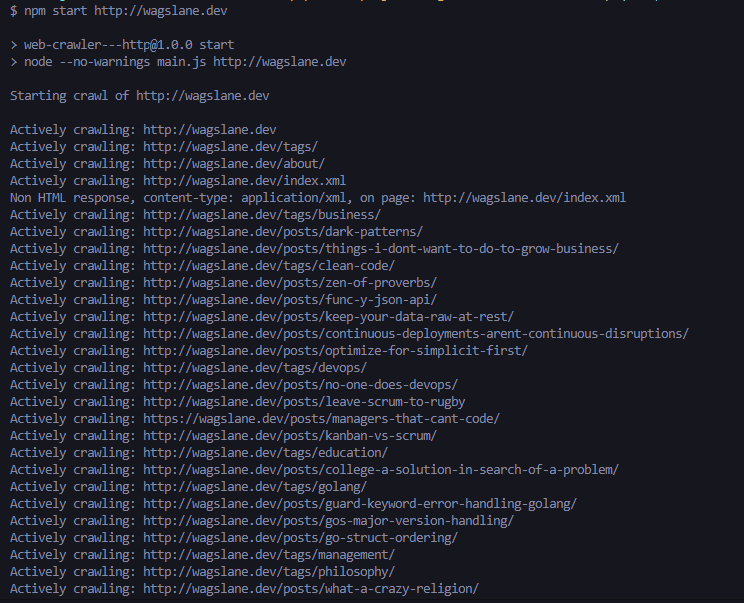 $ npm start http://wagslane.dev
> web-crawler---http@1.0.0 start
> node --no-warnings main.js http://wagslane.dev
Starting crawl of http://wagslane.dev
Actively crawling: http://wagslane.dev
Actively crawling: http://wagslane.dev/tags/
Actively crawling: http://wagslane.dev/about/
Actively crawling: http://wagslane.dev/index.xml
Non HTML response, content-type: application/xml, on page: http://wagslane.dev/index.xml
Actively crawling: http://wagslane.dev/tags/business/
Actively crawling: http://wagslane.dev/posts/dark-patterns/
Actively crawling: http://wagslane.dev/posts/things-i-dont-want-to-do-to-grow-business/
Actively crawling: http://wagslane.dev/tags/clean-code/
Actively crawling: http://wagslane.dev/posts/zen-of-proverbs/
Actively crawling: http://wagslane.dev/posts/func-y-json-api/
Actively crawling: http://wagslane.dev/posts/keep-your-data-raw-at-rest/
Actively crawling: http://wagslane.dev/posts/continuous-deployments-arent-continuous-disruptions/
Actively crawling: http://wagslane.dev/posts/optimize-for-simplicit-first/
Actively crawling: http://wagslane.dev/tags/devops/
Actively crawling: http://wagslane.dev/posts/no-one-does-devops/
Actively crawling: http://wagslane.dev/posts/leave-scrum-to-rugby
Actively crawling: https://wagslane.dev/posts/managers-that-cant-code/
Actively crawling: http://wagslane.dev/posts/kanban-vs-scrum/
Actively crawling: http://wagslane.dev/tags/education/
Actively crawling: http://wagslane.dev/posts/college-a-solution-in-search-of-a-problem/
Actively crawling: http://wagslane.dev/tags/golang/
Actively crawling: http://wagslane.dev/posts/guard-keyword-error-handling-golang/
Actively crawling: http://wagslane.dev/posts/gos-major-version-handling/
Actively crawling: http://wagslane.dev/posts/go-struct-ordering/
Actively crawling: http://wagslane.dev/tags/management/
Actively crawling: http://wagslane.dev/tags/philosophy/
Actively crawling: http://wagslane.dev/posts/what-a-crazy-religion/